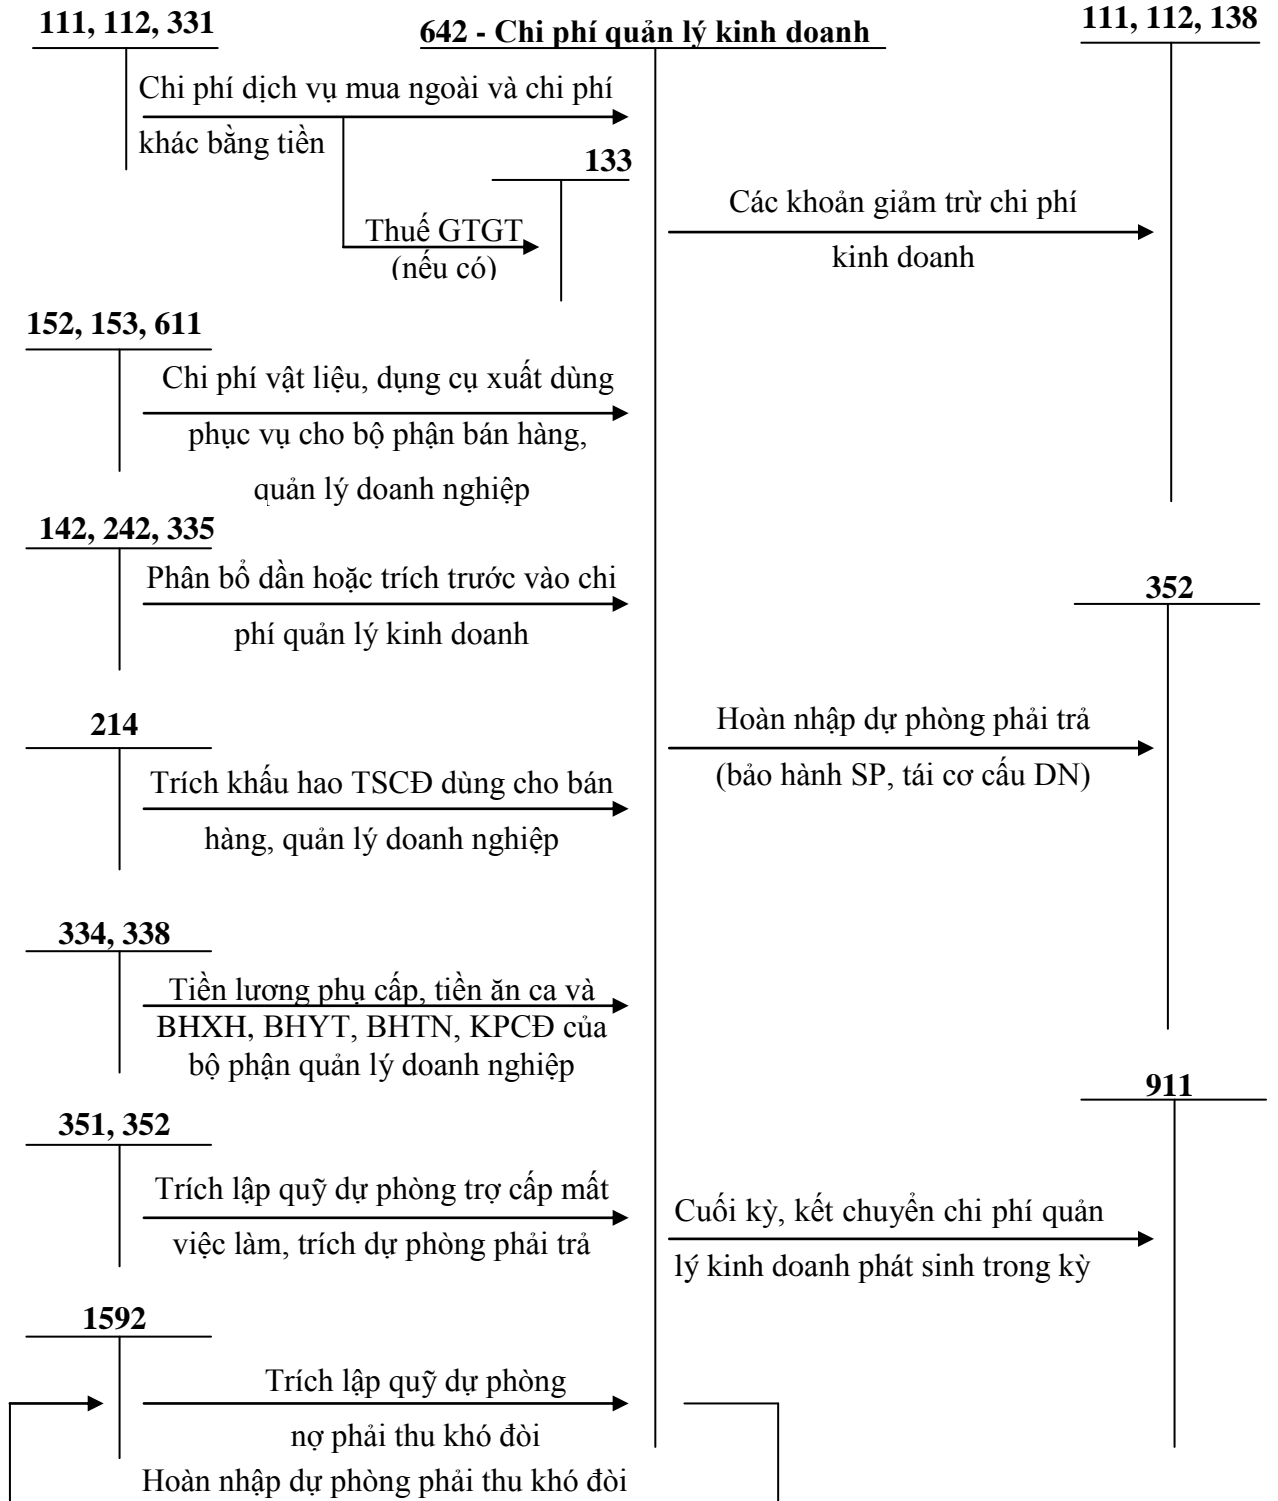 111, 112, 331
642 - Chi phí quản lý kinh doanh
111, 112, 138
Chi phí dịch vụ mua ngoài và chi phí
khác bằng tiền
133
Thuế GTGT
(nếu có)
Các khoản giảm trừ chi phí
kinh doanh
152, 153, 611
Chi phí vật liệu, dụng cụ xuất dùng
phục vụ cho bộ phận bán hàng,
quản lý doanh nghiệp
142, 242, 335
Phân bổ dần hoặc trích trước vào chi
phí quản lý kinh doanh
352
214
Trích khấu hao TSCĐ dùng cho bán
hàng, quản lý doanh nghiệp
Hoàn nhập dự phòng phải trả
(bảo hành SP, tái cơ cấu DN)
334, 338
Tiền lương phụ cấp, tiền ăn ca và
BHXH, BHYT, BHTN, KPCĐ của
bộ phận quản lý doanh nghiệp
911
351, 352
Trích lập quỹ dự phòng trợ cấp mất
việc làm, trích dự phòng phải trả
Cuối kỳ, kết chuyển chi phí quản
lý kinh doanh phát sinh trong kỳ
1592
Trích lập quỹ dự phòng
nợ phải thu khó đòi
Hoàn nhập dự phòng phải thu khó đòi